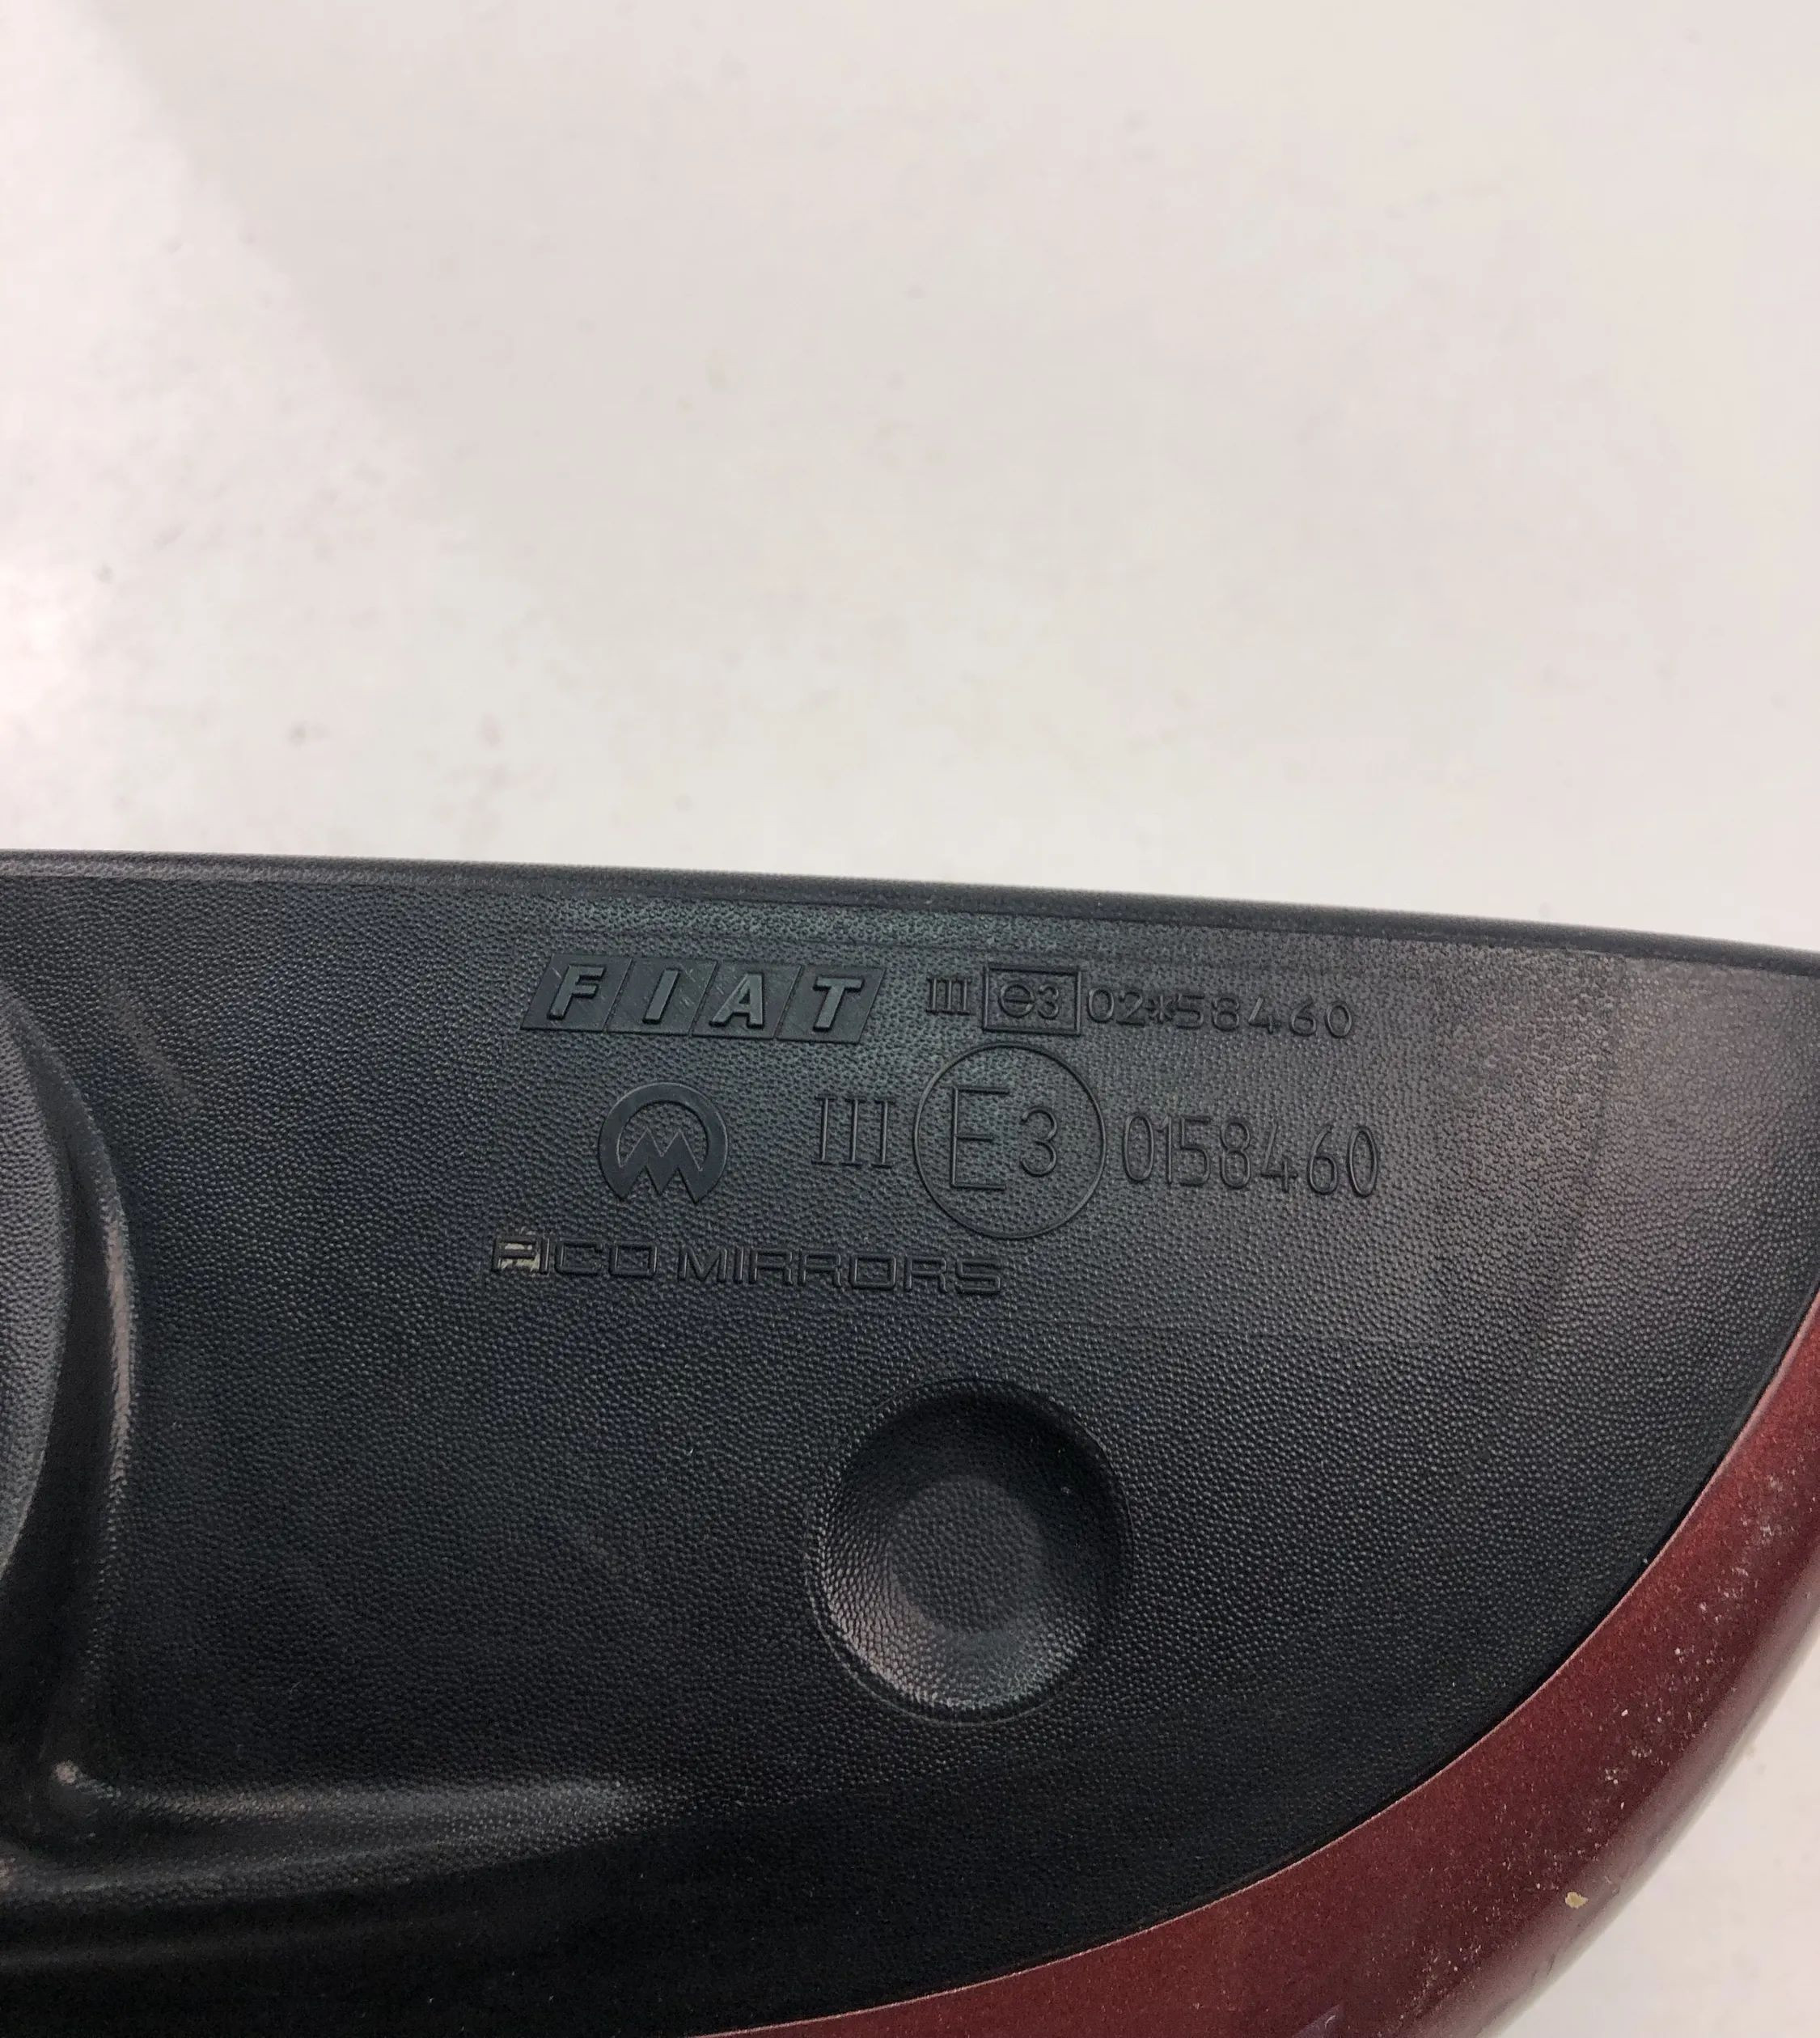 FIAT III e3 02*58460
III E3 0158460
FICO MIRRORS